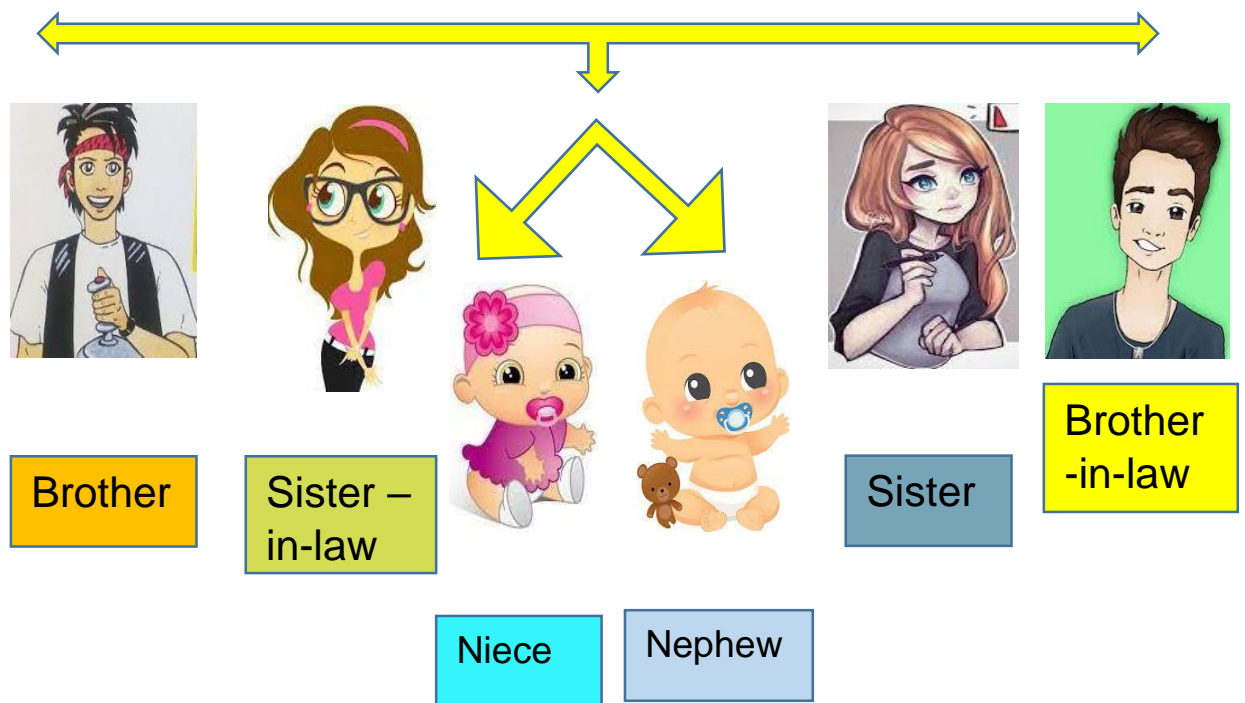 Brother
Sister –
in-law
Sister
Brother
-in-law
Niece
Nephew